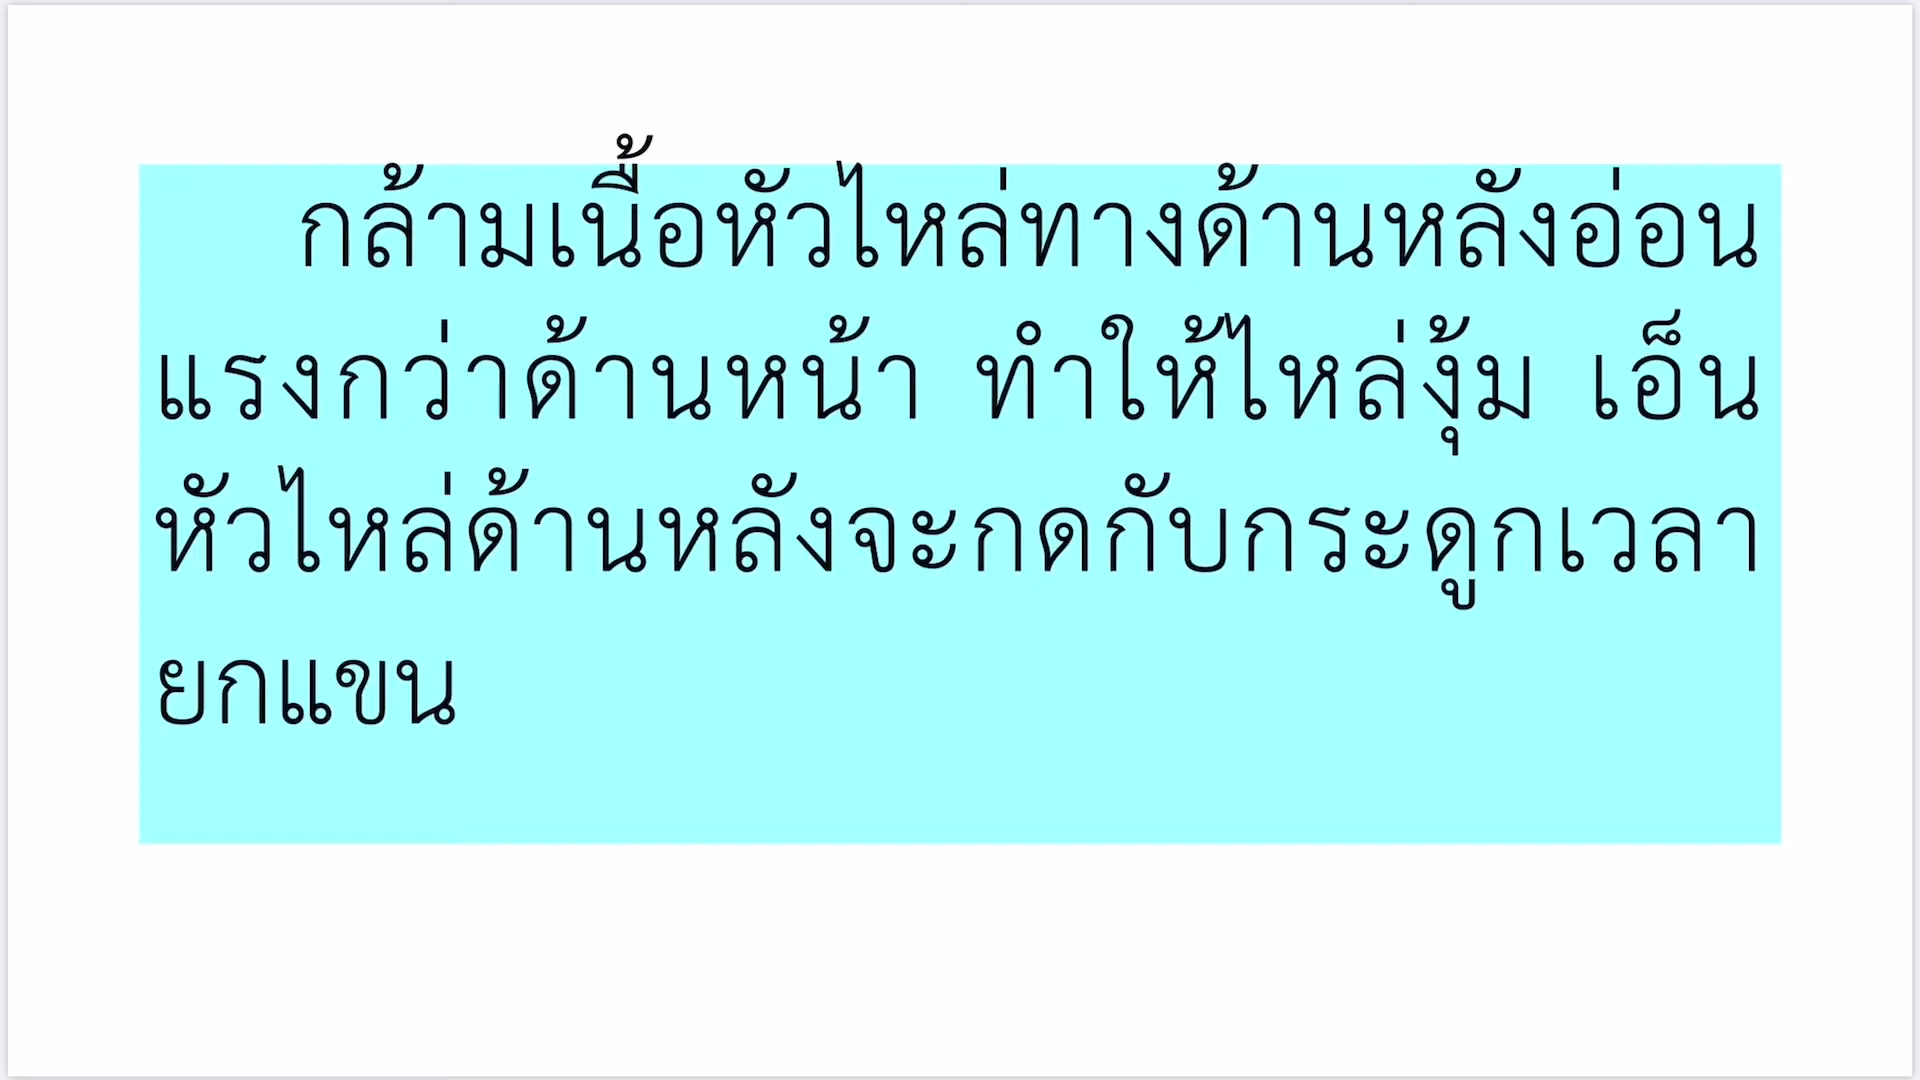 กล้ามเนื้อหัวไหล่ทางด้านหลังอ่อน
แรงกว่าด้านหน้า ทำให้ไหล่งุ้ม เอ็น
หัวไหล่ด้านหลังจะกดกับกระดูกเวลา
ยกแขน